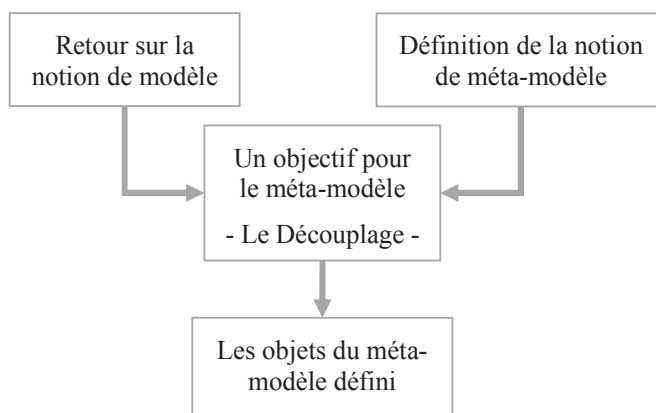 Retour sur la
notion de modèle
Définition de la notion
de méta-modèle
Un objectif pour
le méta-modèle
- Le Découplage -
Les objets du méta-
modèle défini